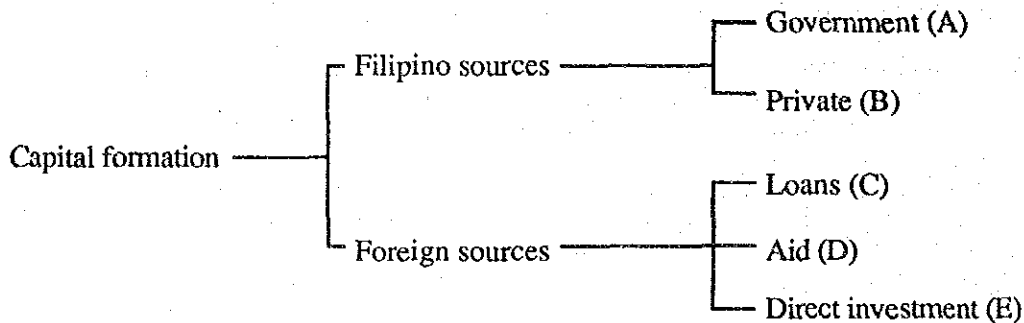 Government (A)
Filipino sources
Private (B)
Capital formation
Loans (C)
Foreign sources
Aid (D)
Direct investment (E)